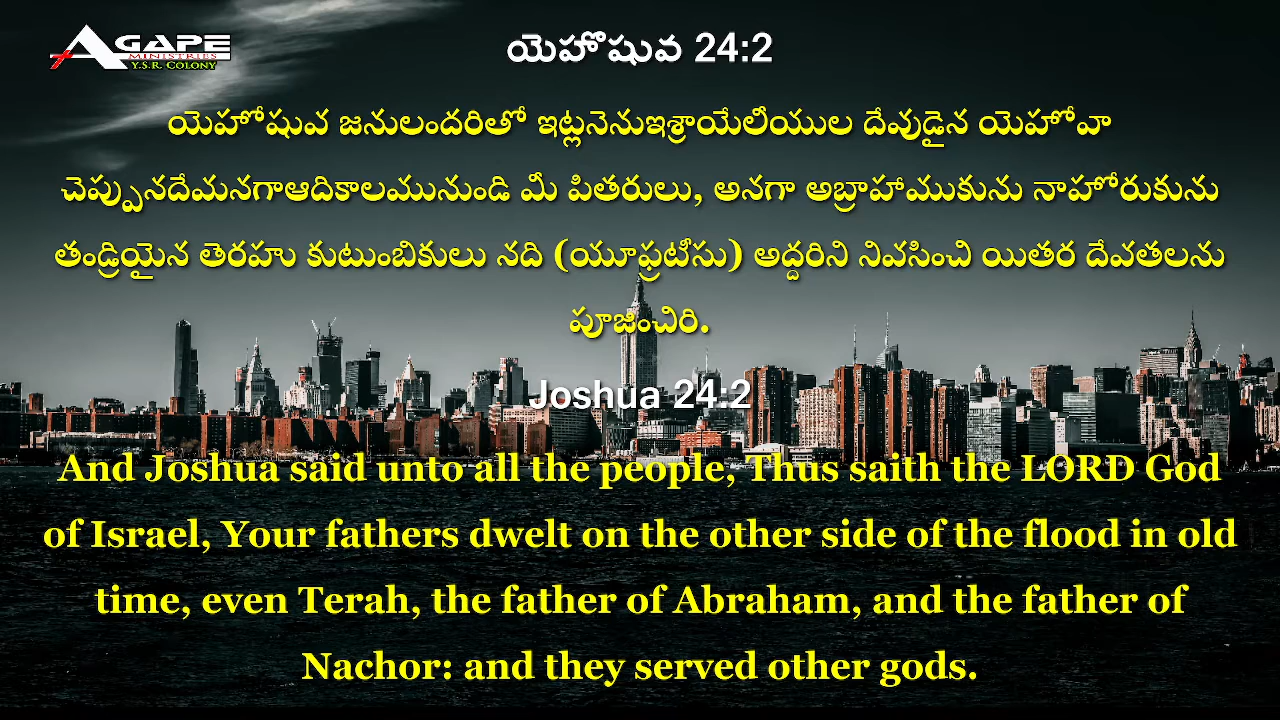 AGAPE
MINISTRIES
Y.S.R. COLONY
యెహొషువ 24:2
యెహోషువ జనులందరితో ఇట్లనెనుఇశ్రాయేలీయుల దేవుడైన యెహోవా
చెప్పునదేమనగాఆదికాలమునుండి మీ పితరులు, అనగా అబ్రాహాముకును నాహోరుకును
తండ్రియైన తెరహు కుటుంబికులు నది (యూఫ్రటీసు) అద్దరిని నివసించి యితర దేవతలను
పూజించిరి.
Joshua 24:2
And Joshua said unto all the people, Thus saith the LORD God
of Israel, Your fathers dwelt on the other side of the flood in old
time, even Terah, the father of Abraham, and the father of
Nachor: and they served other gods.